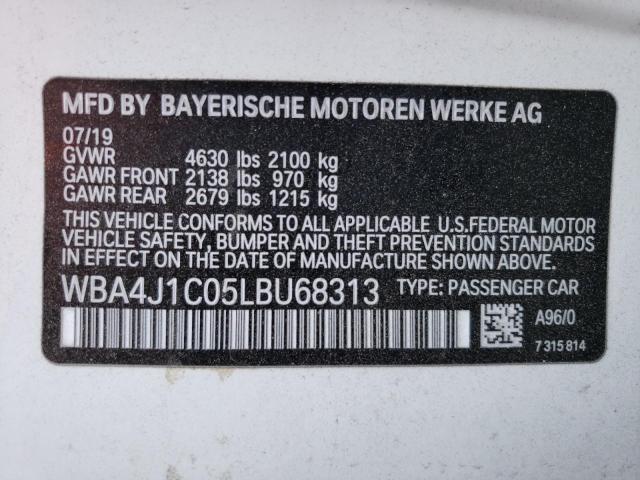 MFD BY BAYERISCHE MOTOREN WERKE AG
07/19
GVWR 4630 lbs 2100 kg
GAWR FRONT 2138 lbs 970 kg
GAWR REAR 2679 lbs 1215 kg
THIS VEHICLE CONFORMS TO ALL APPLICABLE U.S.FEDERAL MOTOR
VEHICLE SAFETY, BUMPER AND THEFT PREVENTION STANDARDS
IN EFFECT ON THE DATE OF MANUFACTURE SHOWN ABOVE.
WBA4J1C05LBU68313 TYPE: PASSENGER CAR
A96/0
7 315 814